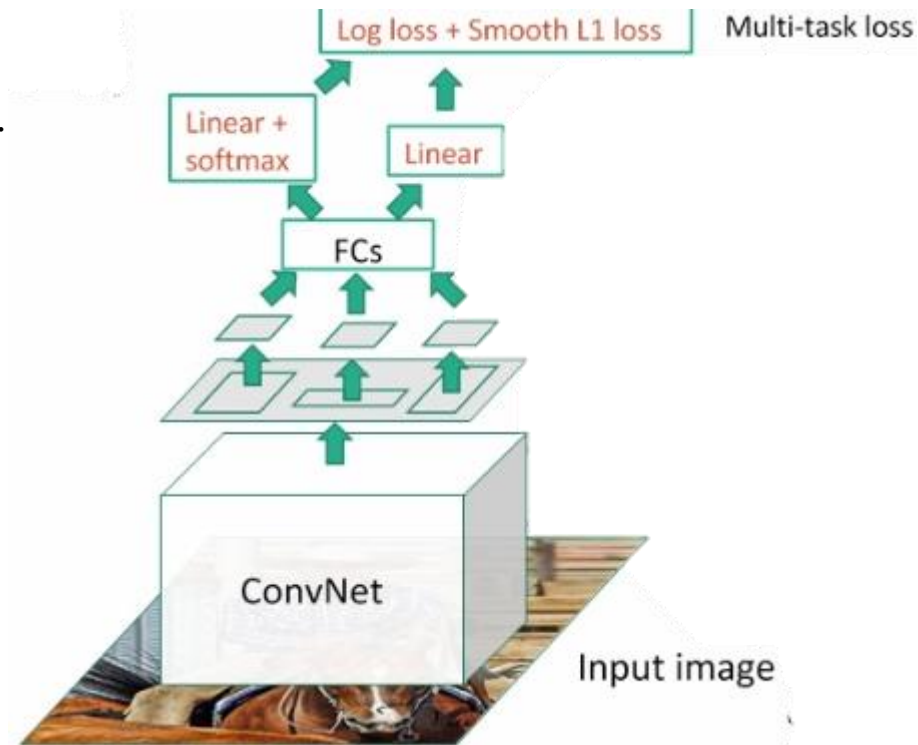 Log loss + Smooth L1 loss
Multi-task loss
Linear +
softmax
Linear
FCs
ConvNet
Input image